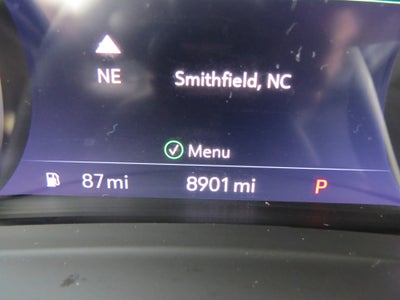 NE Smithfield, NC
Menu
87 mi 8901 mi P